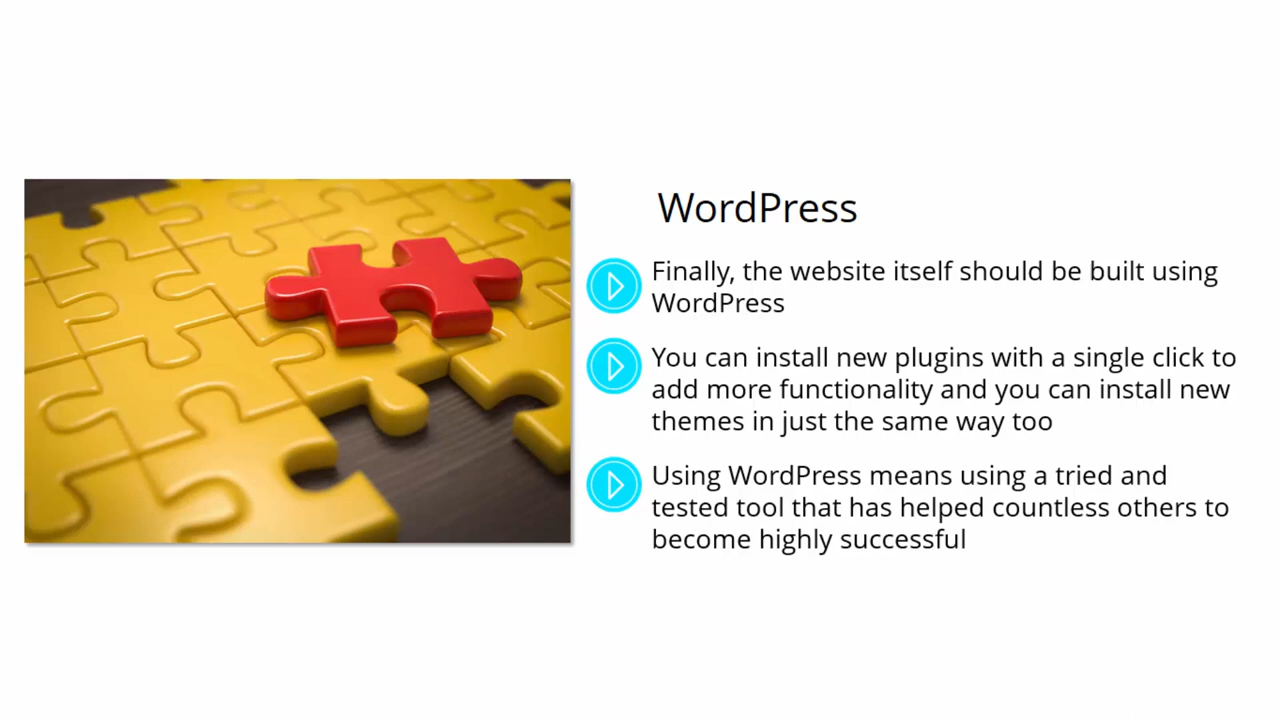 WordPress
Finally, the website itself should be built using
WordPress
You can install new plugins with a single click to
add more functionality and you can install new
themes in just the same way too
Using WordPress means using a tried and
tested tool that has helped countless others to
become highly successful